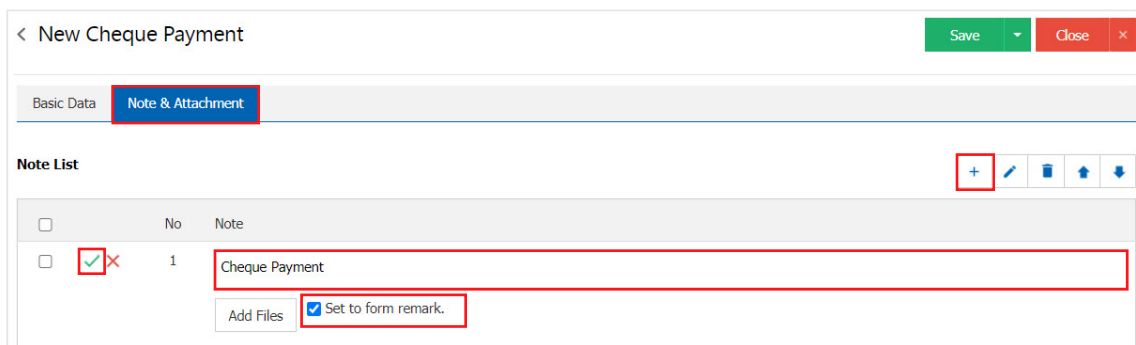 New Cheque Payment
Save
Close
Basic Data
Note & Attachment
Note List
No
Note
1
Cheque Payment
Add Files
Set to form remark.